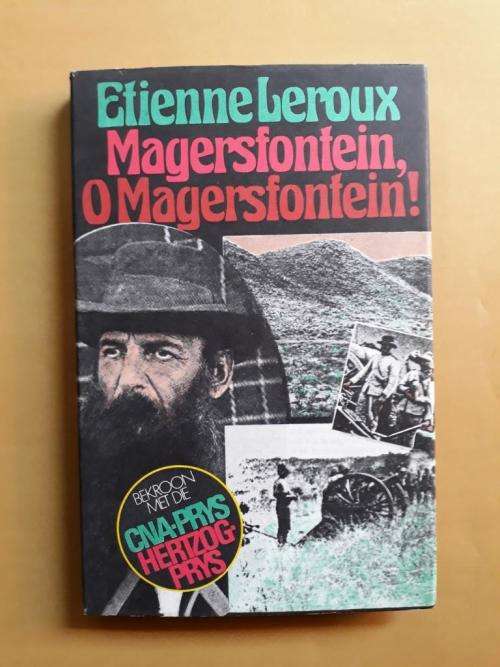 Etienne Leroux
Magersfontein,
O Magersfontein!
BEKROON
MET DIE
CNA-PRYS
HERTZOG-
PRYS